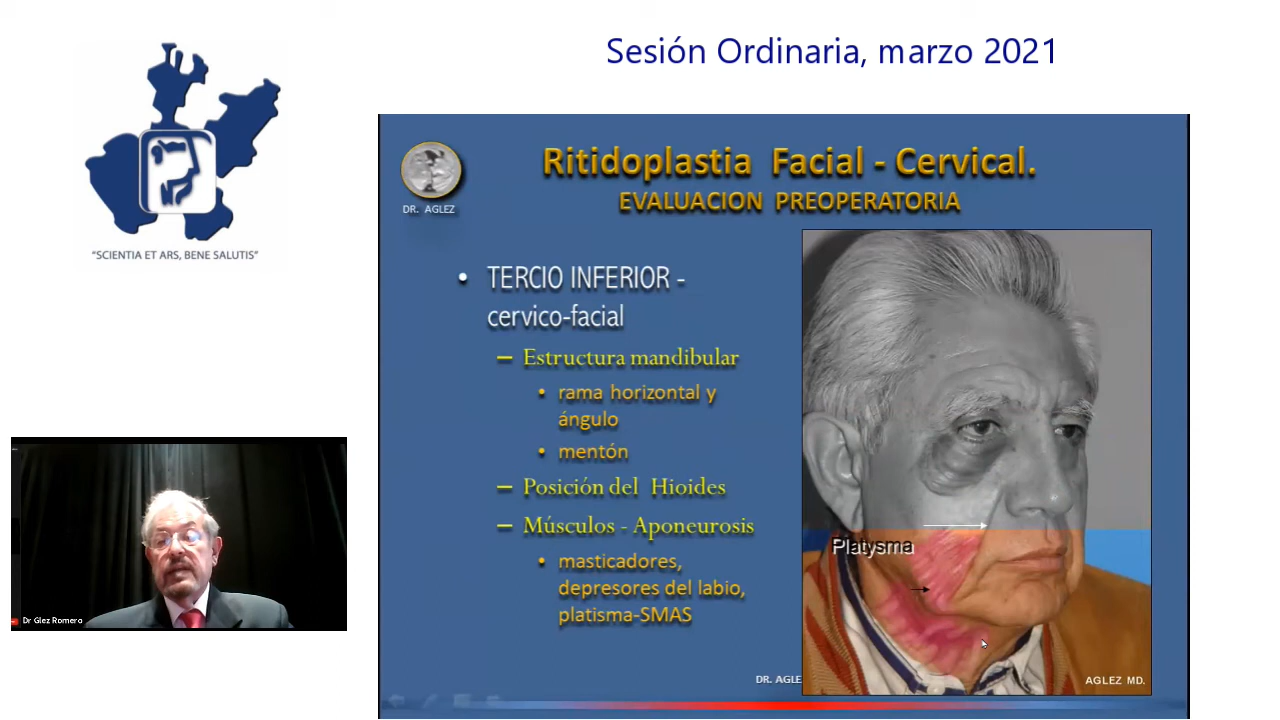 Sesión Ordinaria, marzo 2021
"SCIENTIA ET ARS, BENE SALUTIS"
Ritidoplastia Facial - Cervical.
EVALUACION PREOPERATORIA
DR. AGLEZ
• TERCIO INFERIOR -
cervico-facial
– Estructura mandibular
• rama horizontal y
ángulo
• mentón
– Posición del Hioides
– Músculos - Aponeurosis
• masticadores,
depresores del labio,
platisma-SMAS
Platysma
DR. AGLE
AGLEZ MD.
Dr Glez Romero